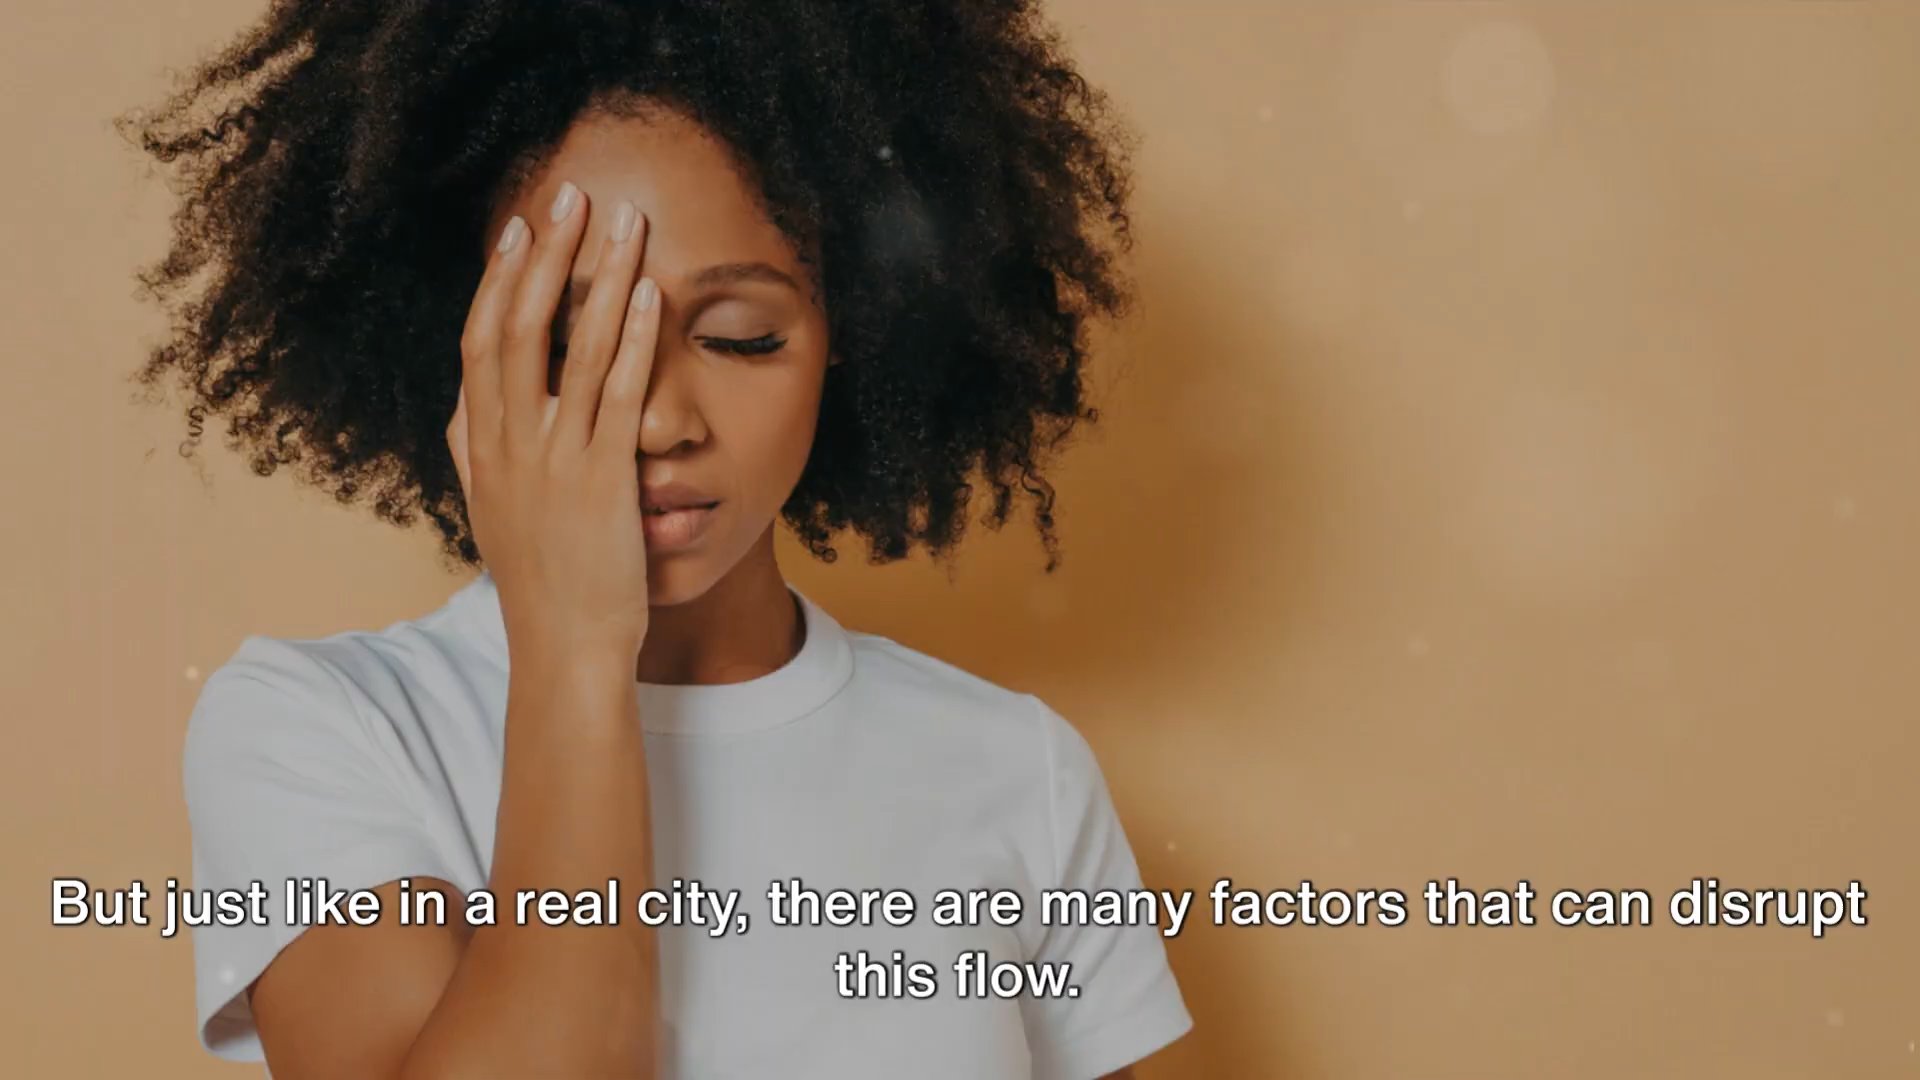 But just like in a real city, there are many factors that can disrupt
this flow.